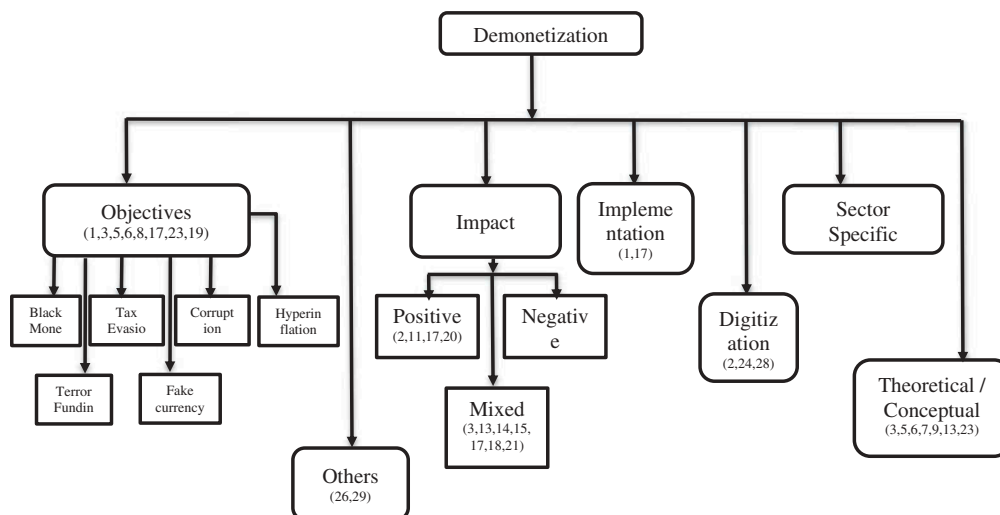 Demonetization
Objectives
(1,3,5,6,8,17,23,19)
Impact
Impleme
ntation
(1,17)
Sector
Specific
Black
Mone
Tax
Evasio
Corrupt
ion
Hyperin
flation
Positive
(2,11,17,20)
Negativ
e
Digitiz
ation
(2,24,28)
Terror
Fundin
Fake
currency
Mixed
(3,13,14,15,
17,18,21)
Theoretical /
Conceptual
(3,5,6,7,9,13,23)
Others
(26,29)